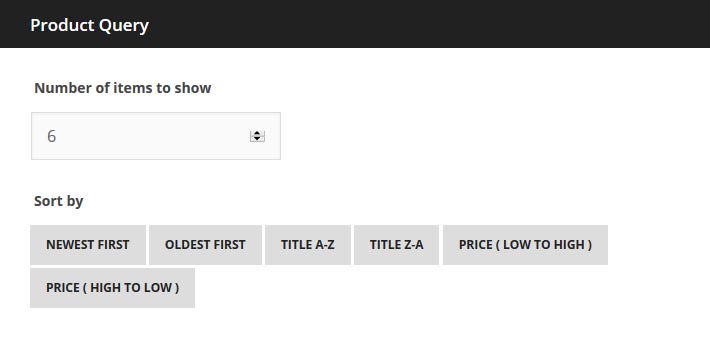 Product Query
Number of items to show
6
Sort by
NEWEST FIRST OLDEST FIRST TITLE A-Z TITLE Z-A PRICE ( LOW TO HIGH )
PRICE ( HIGH TO LOW )